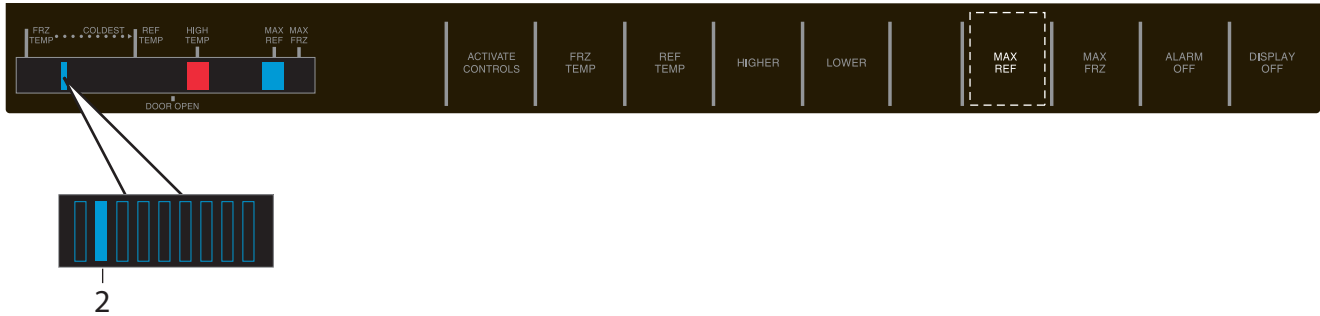 FRZ TEMP
COLDEST
REF TEMP
HIGH TEMP
MAX REF
MAX FRZ
DOOR OPEN
ACTIVATE CONTROLS
FRZ TEMP
REF TEMP
HIGHER
LOWER
MAX REF
MAX FRZ
ALARM OFF
DISPLAY OFF
2